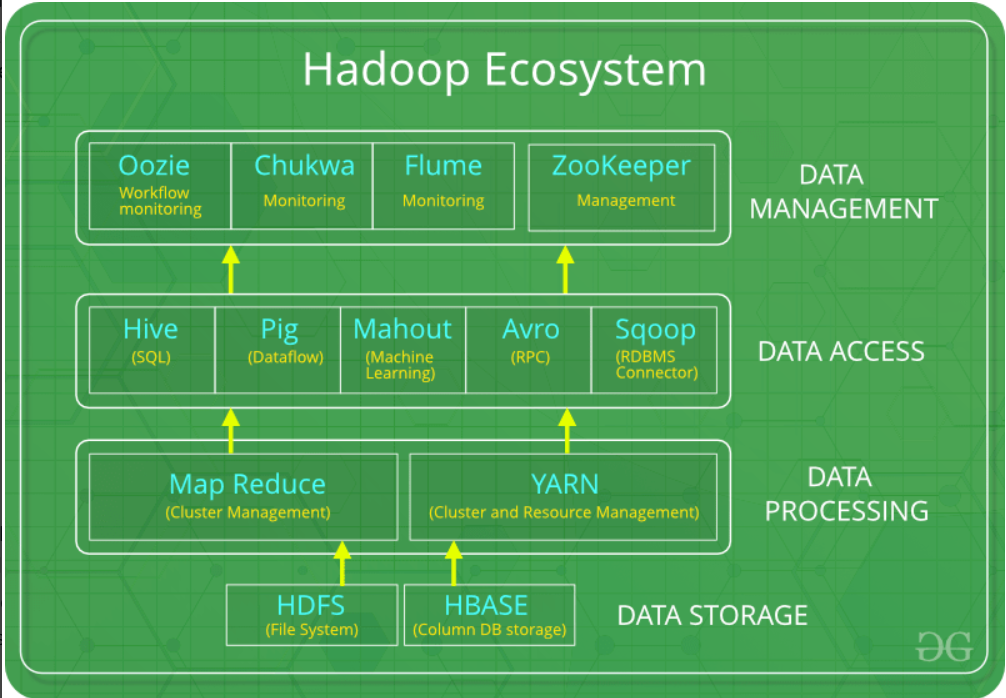 Hadoop Ecosystem
Oozie
Workflow
monitoring
Chukwa
Monitoring
Flume
Monitoring
ZooKeeper
Management
DATA
MANAGEMENT
Hive
(SQL)
Pig
(Dataflow)
Mahout
(Machine
Learning)
Avro
(RPC)
Sqoop
(RDBMS
Connector)
DATA ACCESS
Map Reduce
(Cluster Management)
YARN
(Cluster and Resource Management)
DATA
PROCESSING
HDFS
(File System)
HBASE
(Column DB storage)
DATA STORAGE